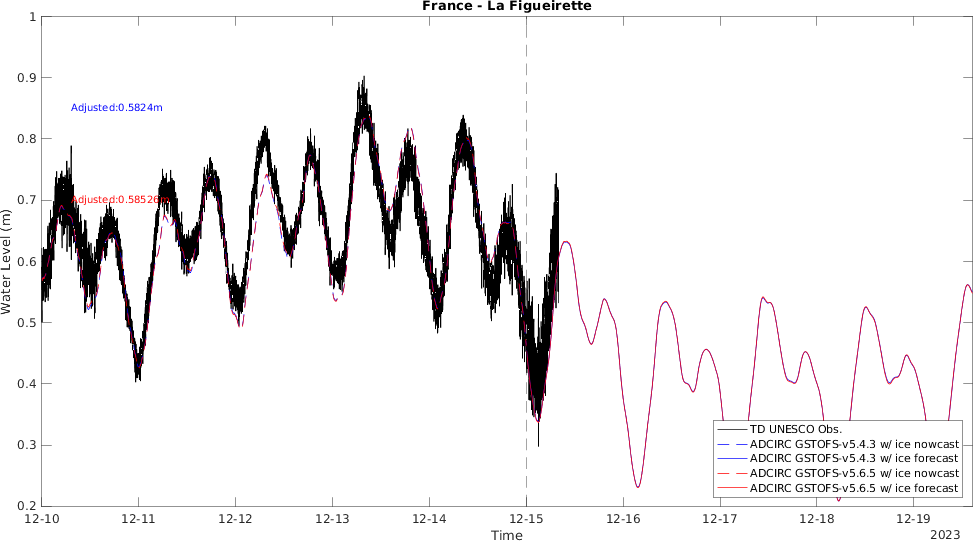 France - La Figueirette
Water Level (m)
1
0.9
0.8
0.7
0.6
0.5
0.4
0.3
0.2
Adjusted:0.5824m
Adjusted:0.58526m
TD UNESCO Obs.
ADCIRC GSTOFS-v5.4.3 w/ ice nowcast
ADCIRC GSTOFS-v5.4.3 w/ ice forecast
ADCIRC GSTOFS-v5.6.5 w/ ice nowcast
ADCIRC GSTOFS-v5.6.5 w/ ice forecast
12-10 12-11 12-12 12-13 12-14 12-15 12-16 12-17 12-18 12-19
Time
2023